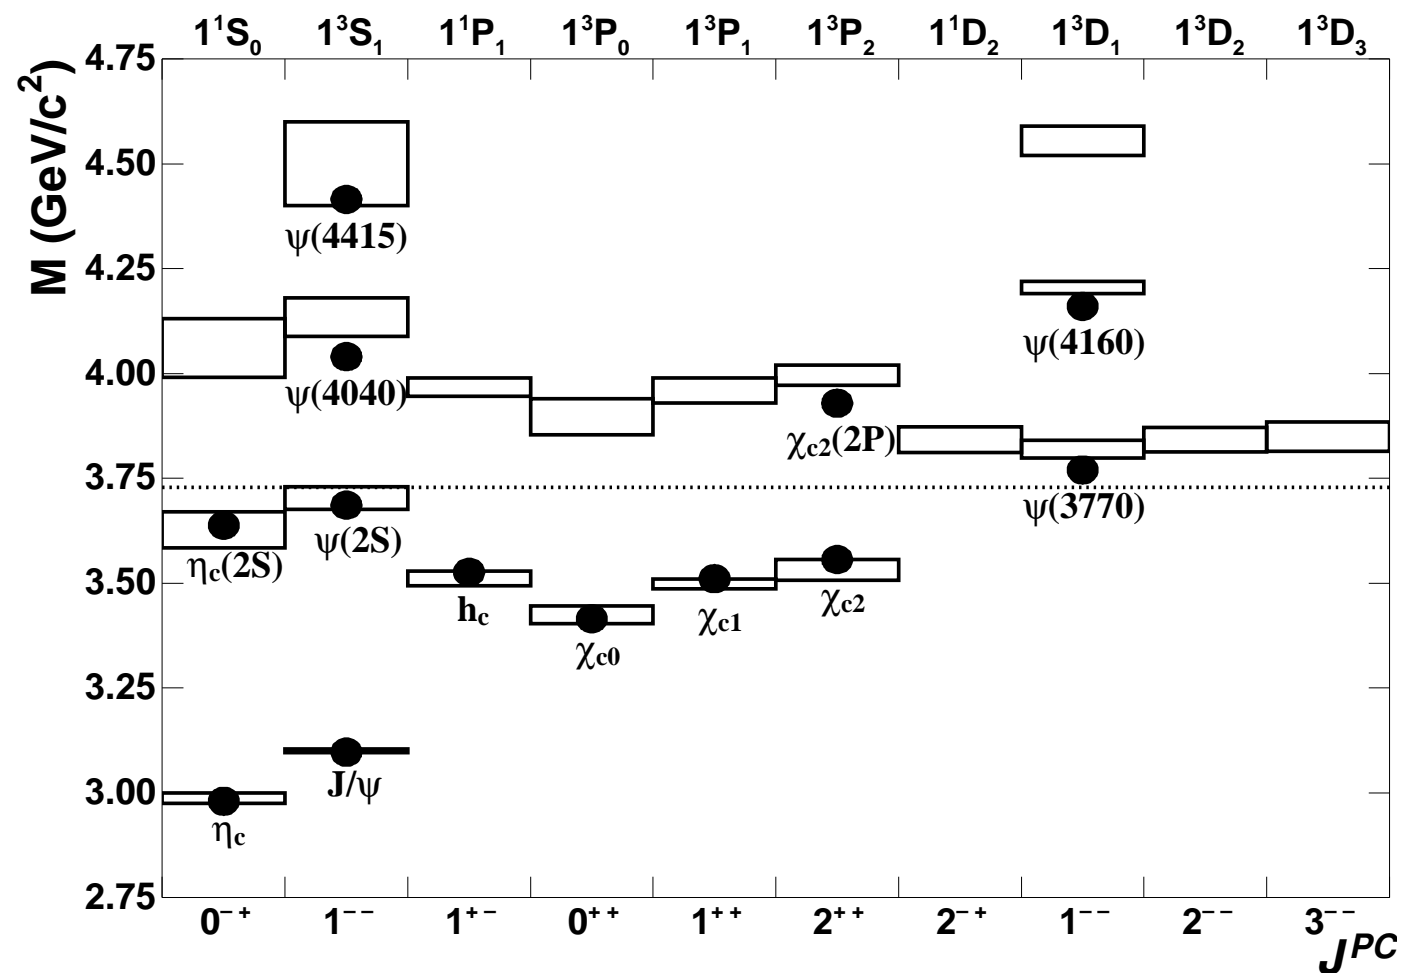 1¹S₀ 1³S₁ 1¹P₁ 1³P₀ 1³P₁ 1³P₂ 1¹D₂ 1³D₁ 1³D₂ 1³D₃
M (GeV/c²)
4.75
4.50
ψ(4415)
4.25
ψ(4160)
4.00
ψ(4040)
χc2(2P)
3.75
ψ(3770)
ψ(2S)
ηc(2S)
3.50
hc
χc2
χc1
χc0
3.25
J/ψ
3.00
ηc
2.75
0⁻⁺ 1⁻⁻ 1⁺⁻ 0⁺⁺ 1⁺⁺ 2⁺⁺ 2⁻⁺ 1⁻⁻ 2⁻⁻ 3⁻⁻
J^PC